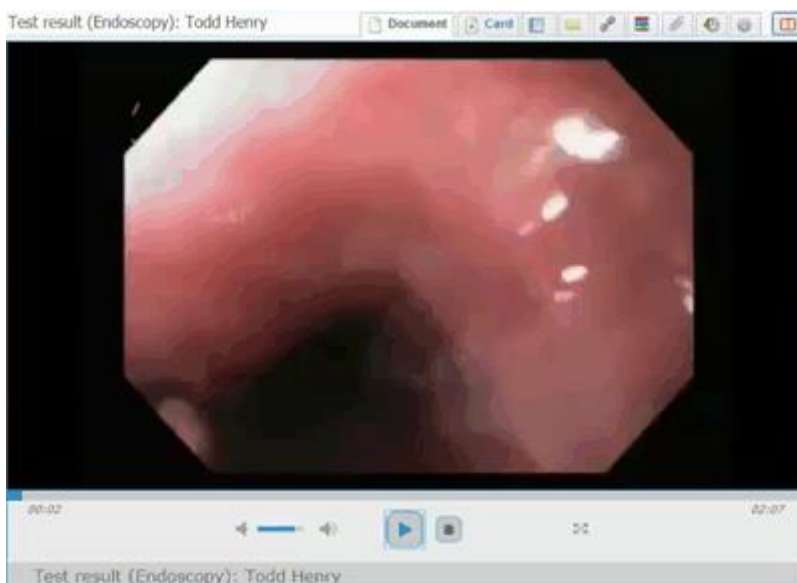 Test result (Endoscopy): Todd Henry
Document Card
00:02 02:07
Test result (Endoscopy): Todd Henry